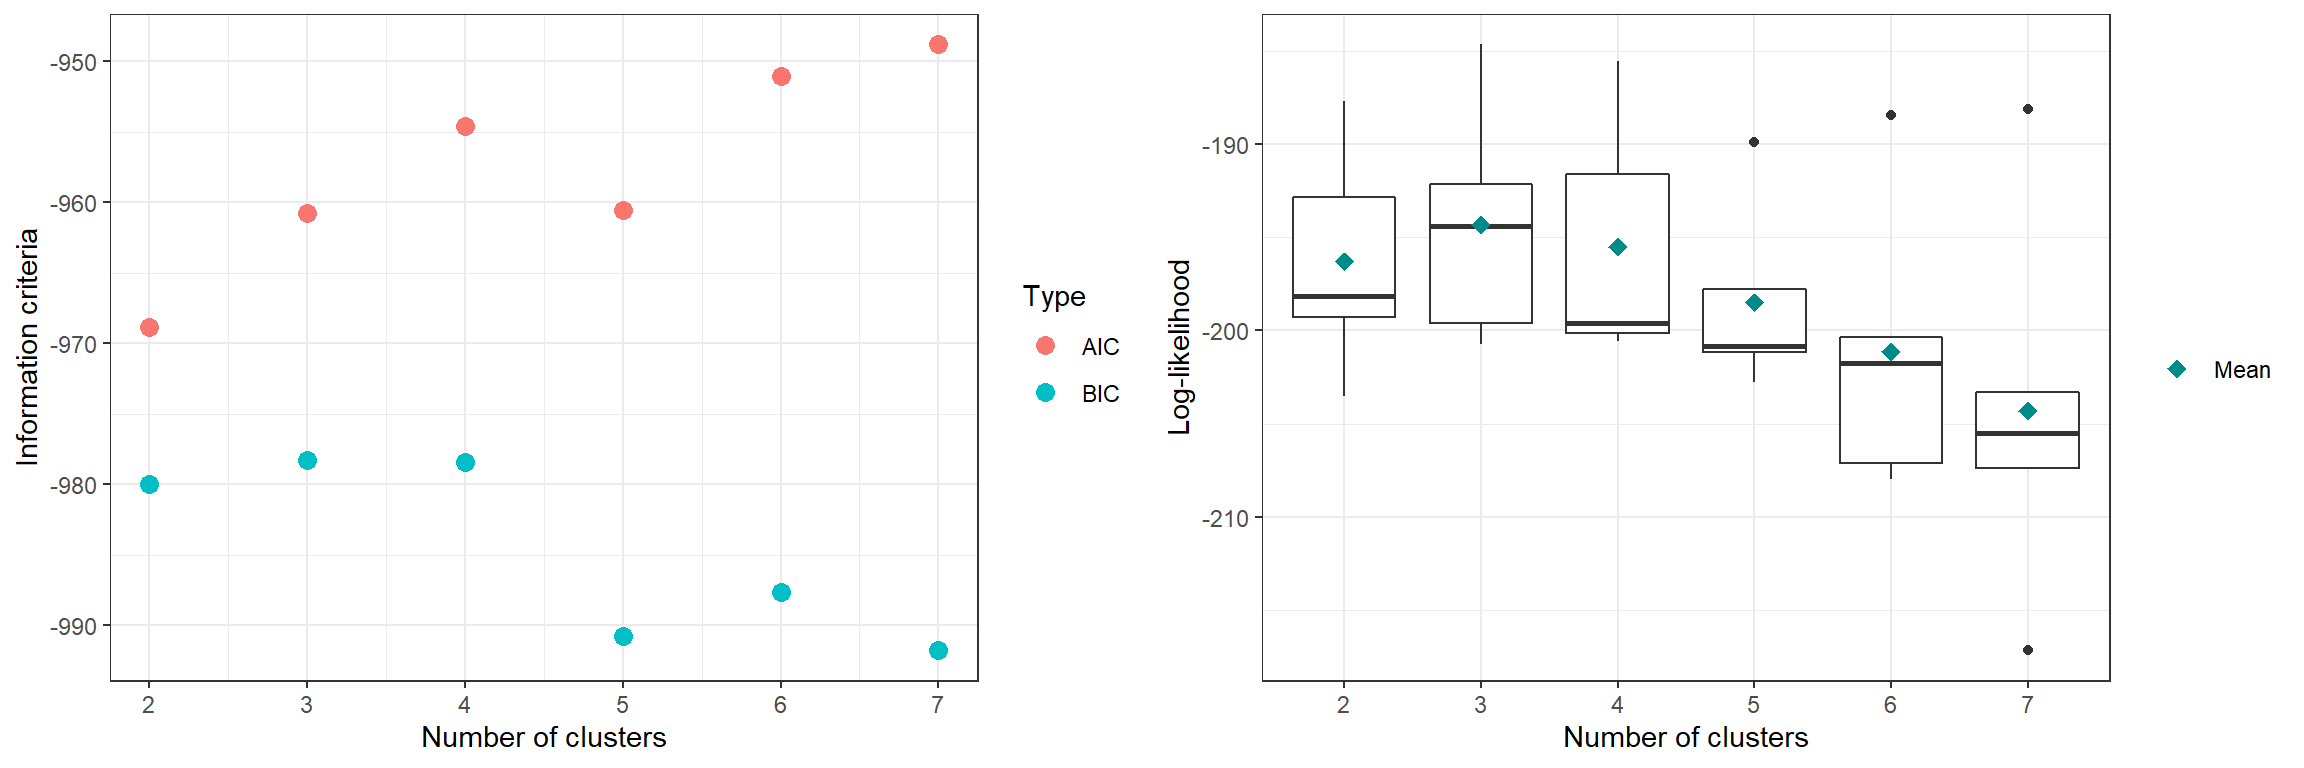 -950
-960
-970
-980
-990
Information criteria
2 3 4 5 6 7
Number of clusters
Type
AIC
BIC
-190
-200
-210
Log-likelihood
2 3 4 5 6 7
Number of clusters
Mean